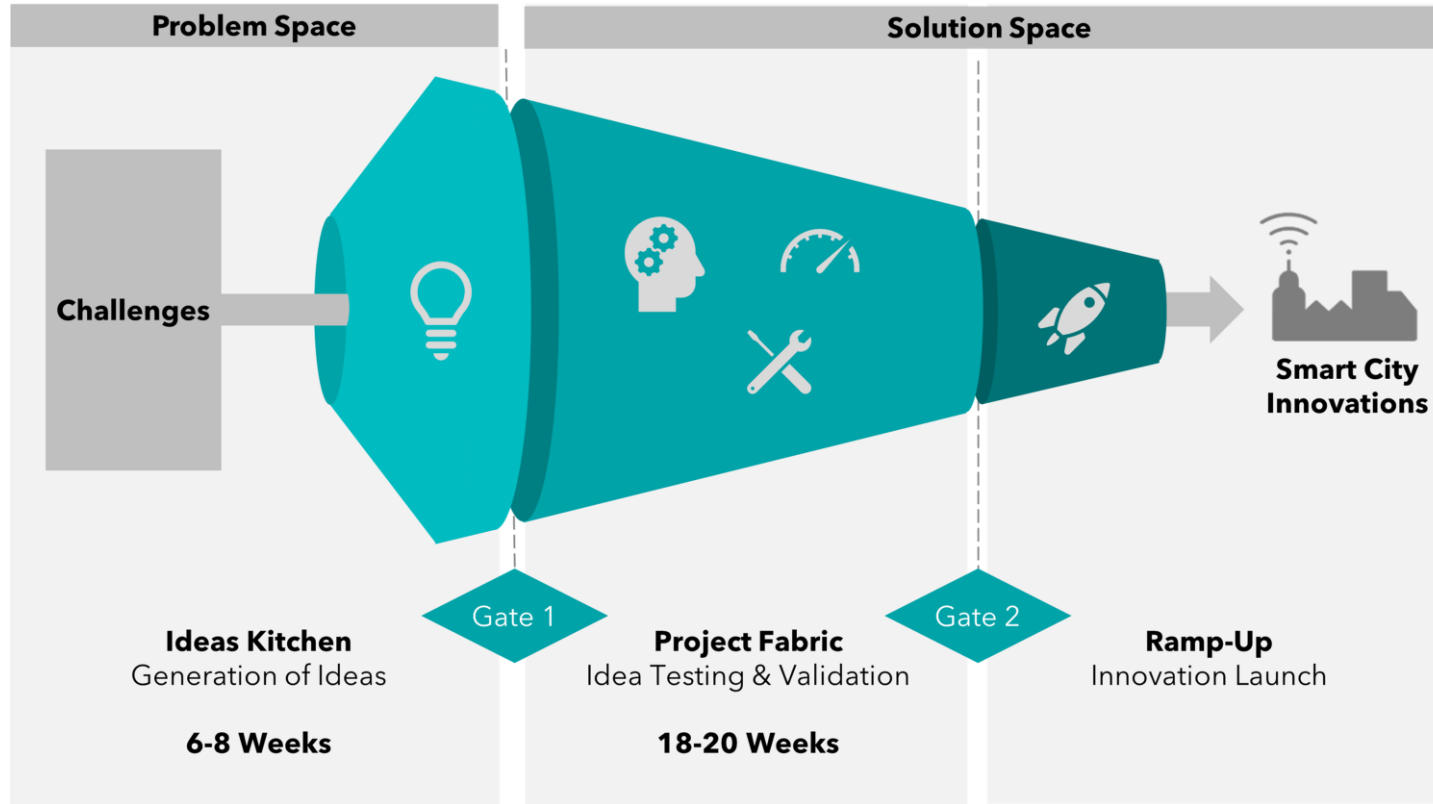 Problem Space
Solution Space
Challenges
Smart City
Innovations
Gate 1
Gate 2
Ideas Kitchen
Generation of Ideas
6-8 Weeks
Project Fabric
Idea Testing & Validation
18-20 Weeks
Ramp-Up
Innovation Launch